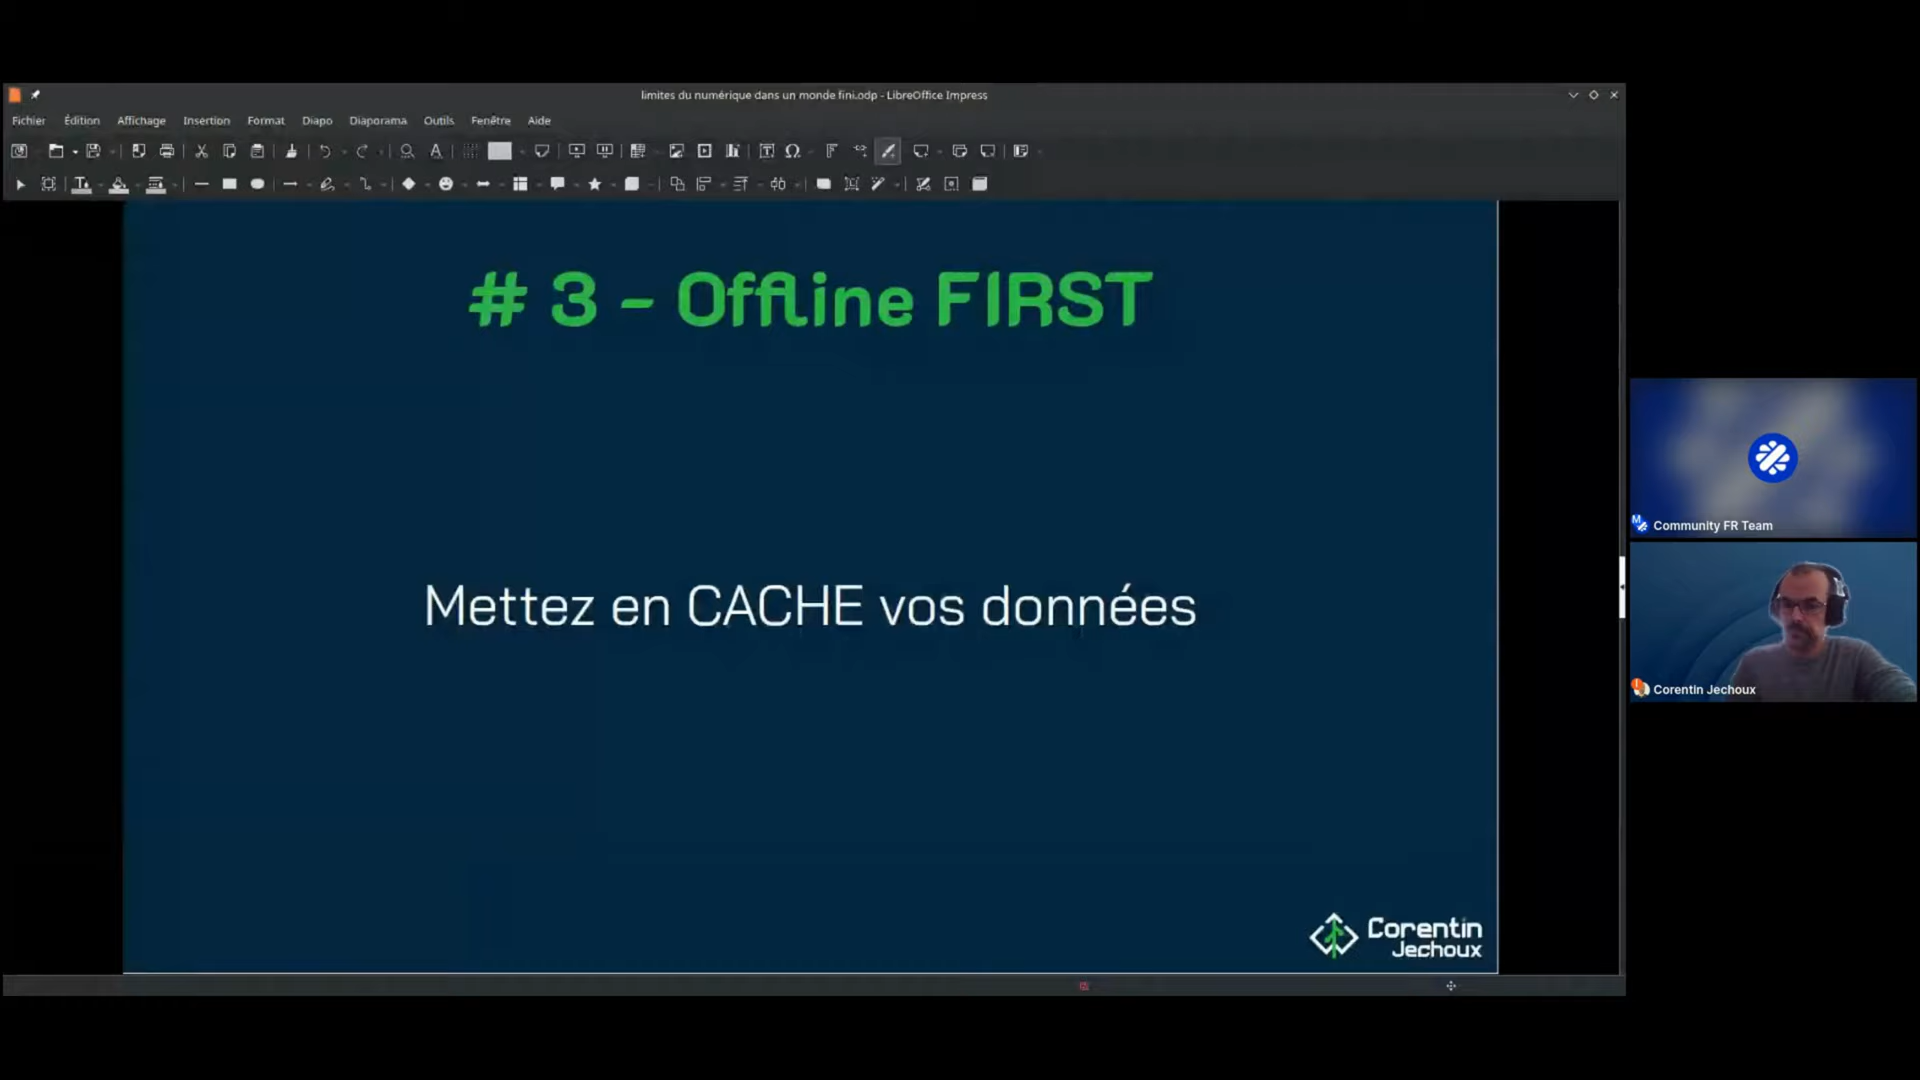 limites du numérique dans un monde fini.odp - LibreOffice Impress
Fichier Édition Affichage Insertion Format Diapo Diaporama Outils Fenêtre Aide
# 3 - Offline FIRST
Mettez en CACHE vos données
Corentin
Jechoux
Community FR Team
Corentin Jechoux